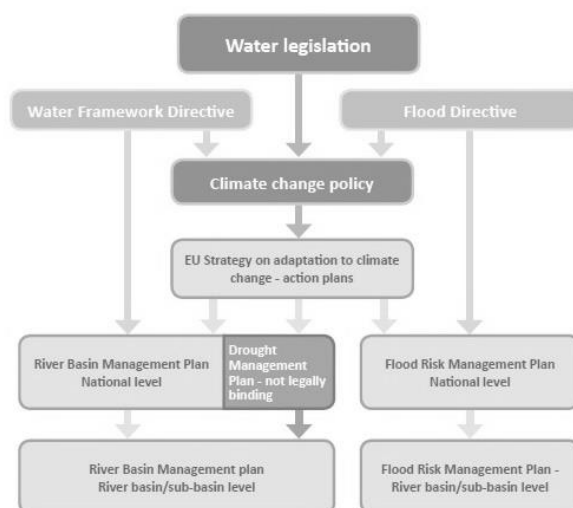 Water legislation
Water Framework Directive
Flood Directive
Climate change policy
EU Strategy on adaptation to climate
change - action plans
River Basin Management Plan
National level
Drought
Management
Plan - not legally
binding
Flood Risk Management Plan
National level
River Basin Management plan
River basin/sub-basin level
Flood Risk Management Plan -
River basin/sub-basin level